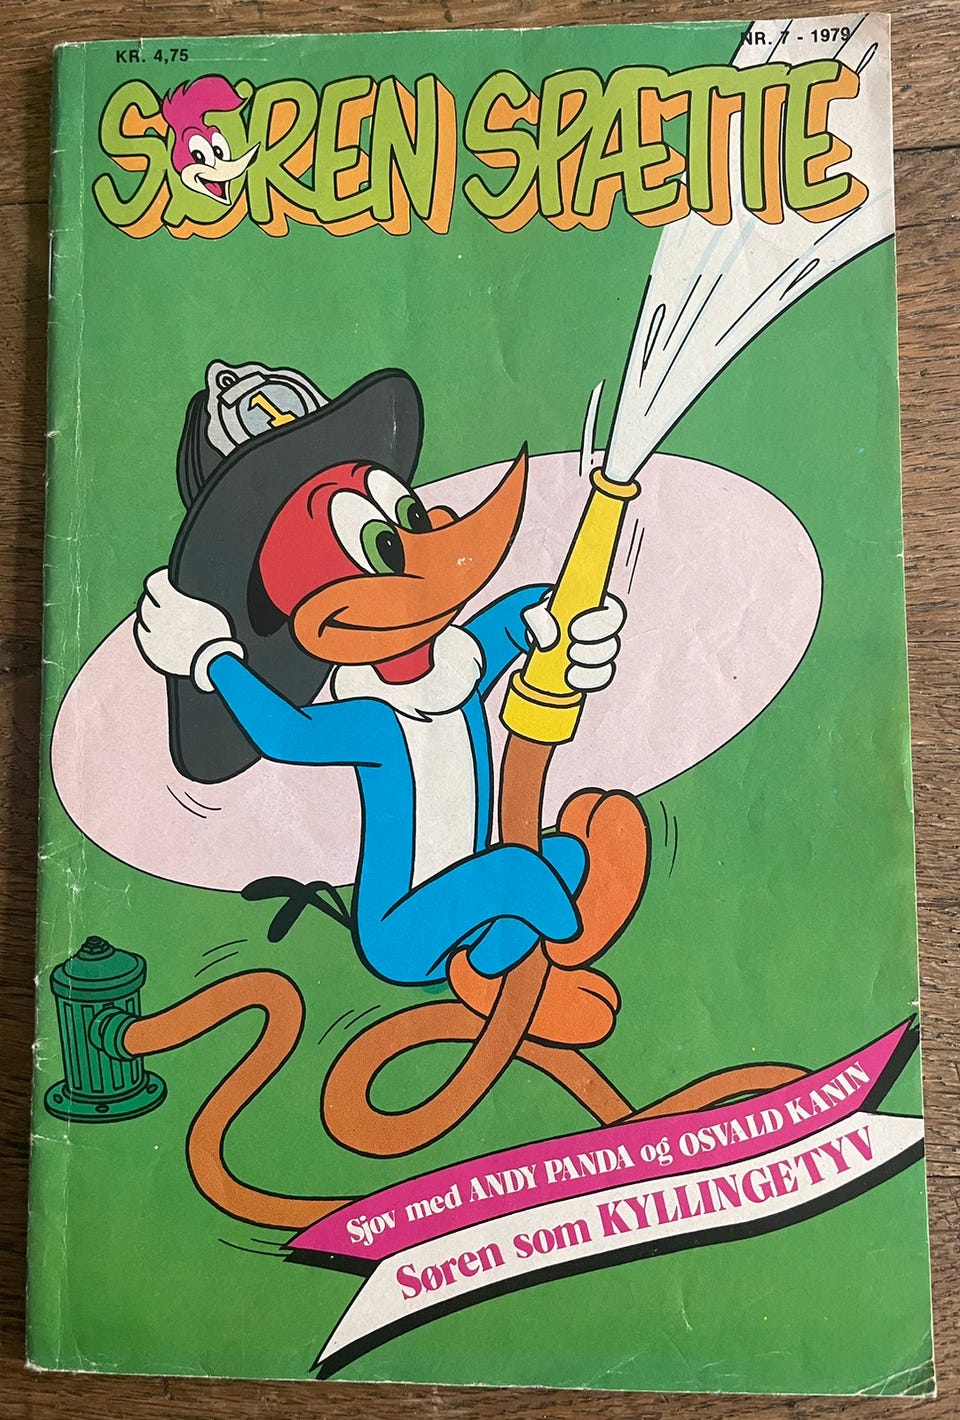 KR. 4,75
NR. 7 - 1979
SØREN SPÆTTE
1
Sjov med ANDY PANDA og OSVALD KANIN
Søren som KYLLINGETYV